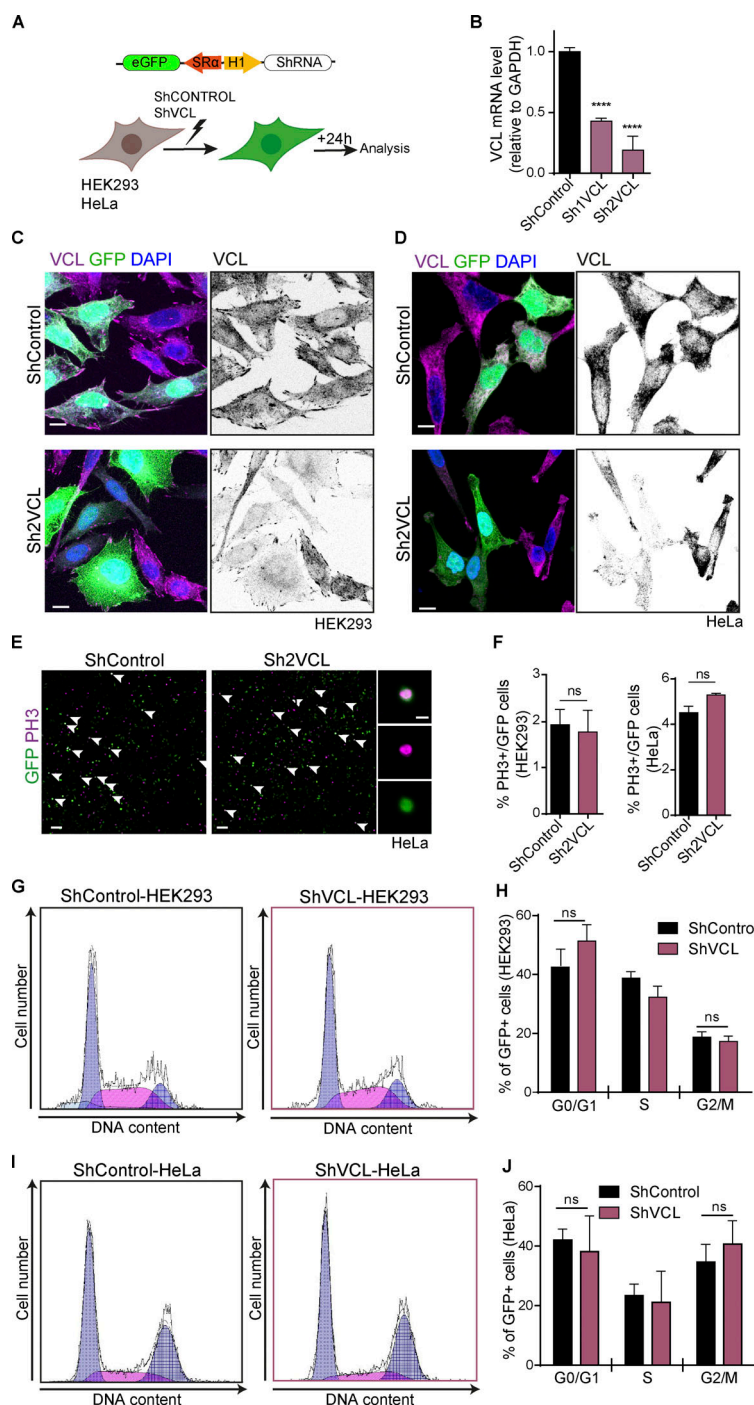 A
eGFP SRα H1 ShRNA
ShCONTROL
ShVCL
+24h
Analysis
HEK293
HeLa
B
VCL mRNA level
(relative to GAPDH)
1.0
0.5
0.0
****
****
ShControl
Sh1VCL
Sh2VCL
C
VCL GFP DAPI
VCL
ShControl
Sh2VCL
HEK293
D
VCL GFP DAPI
VCL
ShControl
Sh2VCL
HeLa
E
ShControl
Sh2VCL
GFP PH3
HeLa
F
% PH3+/GFP cells
(HEK293)
3
2
1
0
ns
ShControl
Sh2VCL
% PH3+/GFP cells
(HeLa)
6
4
2
0
ns
ShControl
Sh2VCL
G
ShControl-HEK293
Cell number
DNA content
ShVCL-HEK293
Cell number
DNA content
H
% of GFP+ cells (HEK293)
60
40
20
0
ns
ns
ShContro
ShVCL
G0/G1
S
G2/M
I
ShControl-HeLa
Cell number
DNA content
ShVCL-HeLa
Cell number
DNA content
J
% of GFP+ cells (HeLa)
60
40
20
0
ns
ns
ShControl
ShVCL
G0/G1
S
G2/M